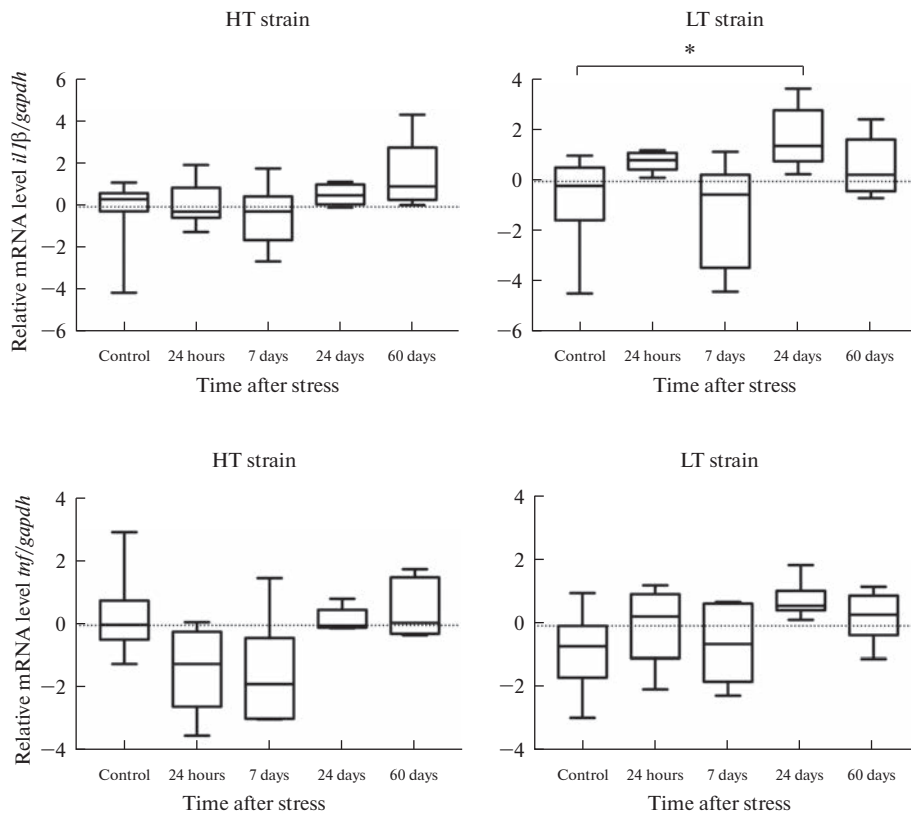 HT strain
LT strain
*
Relative mRNA level il1β/gapdh
6
4
2
0
−2
−4
−6
Control 24 hours 7 days 24 days 60 days
Time after stress
4
2
0
−2
−4
−6
Control 24 hours 7 days 24 days 60 days
Time after stress
HT strain
LT strain
Relative mRNA level tnf/gapdh
4
2
0
−2
−4
Control 24 hours 7 days 24 days 60 days
Time after stress
4
2
0
−2
−4
Control 24 hours 7 days 24 days 60 days
Time after stress